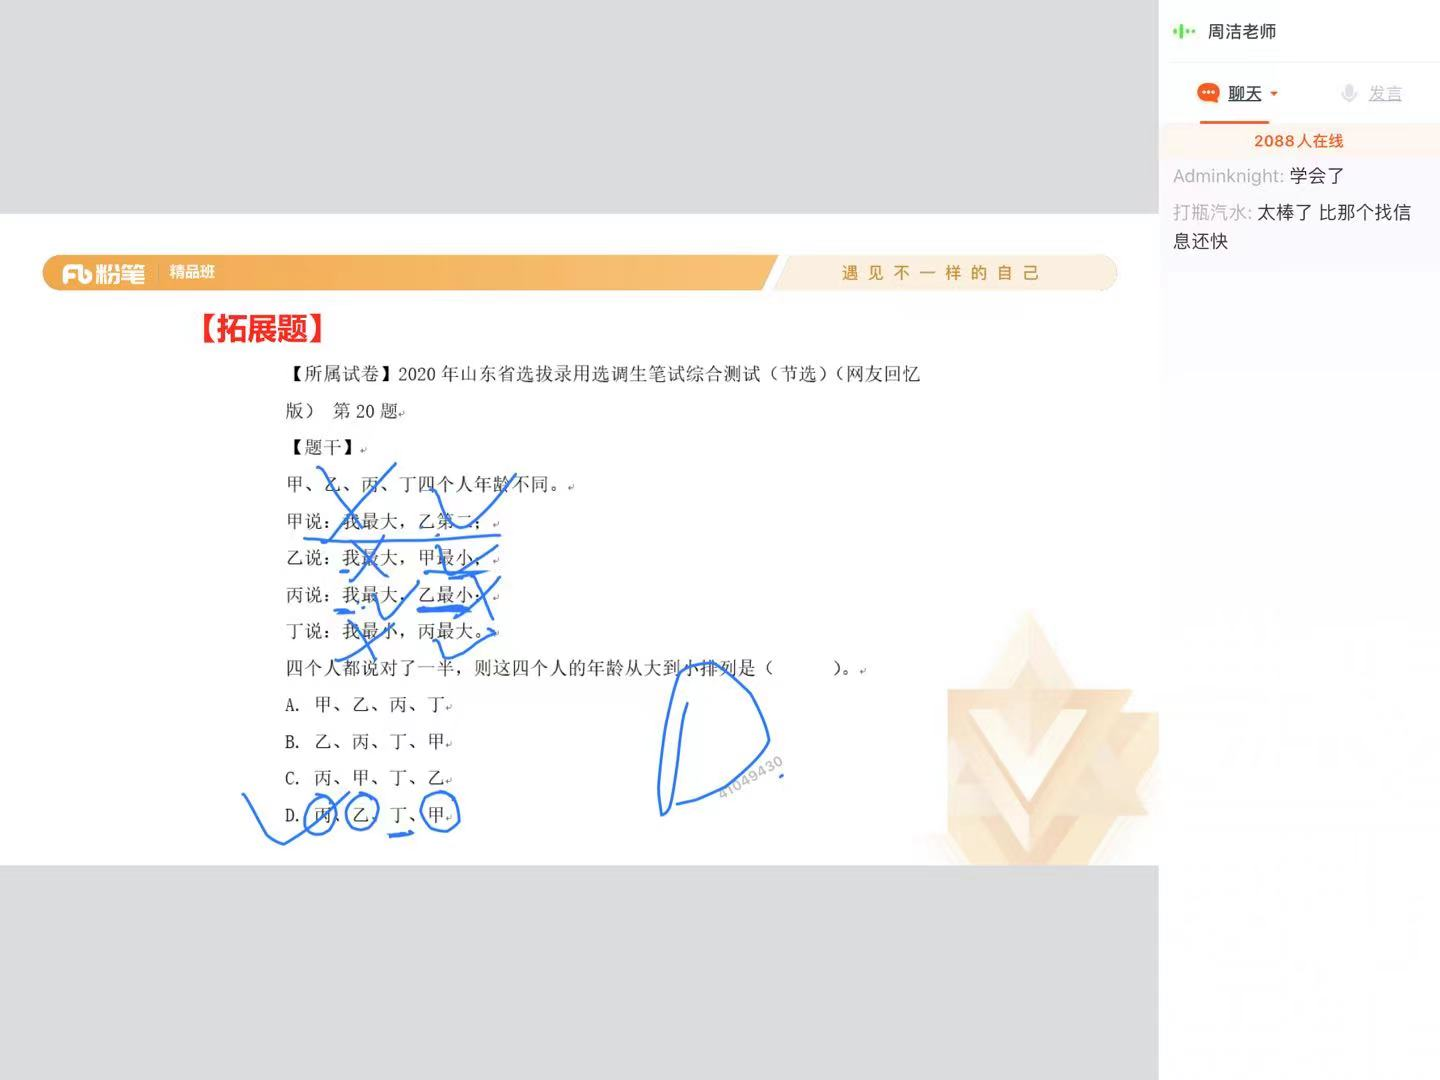 周洁老师
聊天
发言
2088人在线
Adminknight: 学会了
打瓶汽水: 太棒了 比那个找信
息还快
粉笔 精品班
遇见不一样的自己
【拓展题】
【所属试卷】2020 年山东省选拔录用选调生笔试综合测试（节选）（网友回忆
版） 第 20 题
【题干】
甲、乙、丙、丁四个人年龄不同。
甲说：我最大，乙第二；
乙说：我最大，甲最小；
丙说：我最大，乙最小；
丁说：我最小，丙最大。
四个人都说对了一半，则这四个人的年龄从大到小排列是（ ）。
A. 甲、乙、丙、丁
B. 乙、丙、丁、甲
C. 丙、甲、丁、乙
D. 丙、乙、丁、甲
D.
41049430